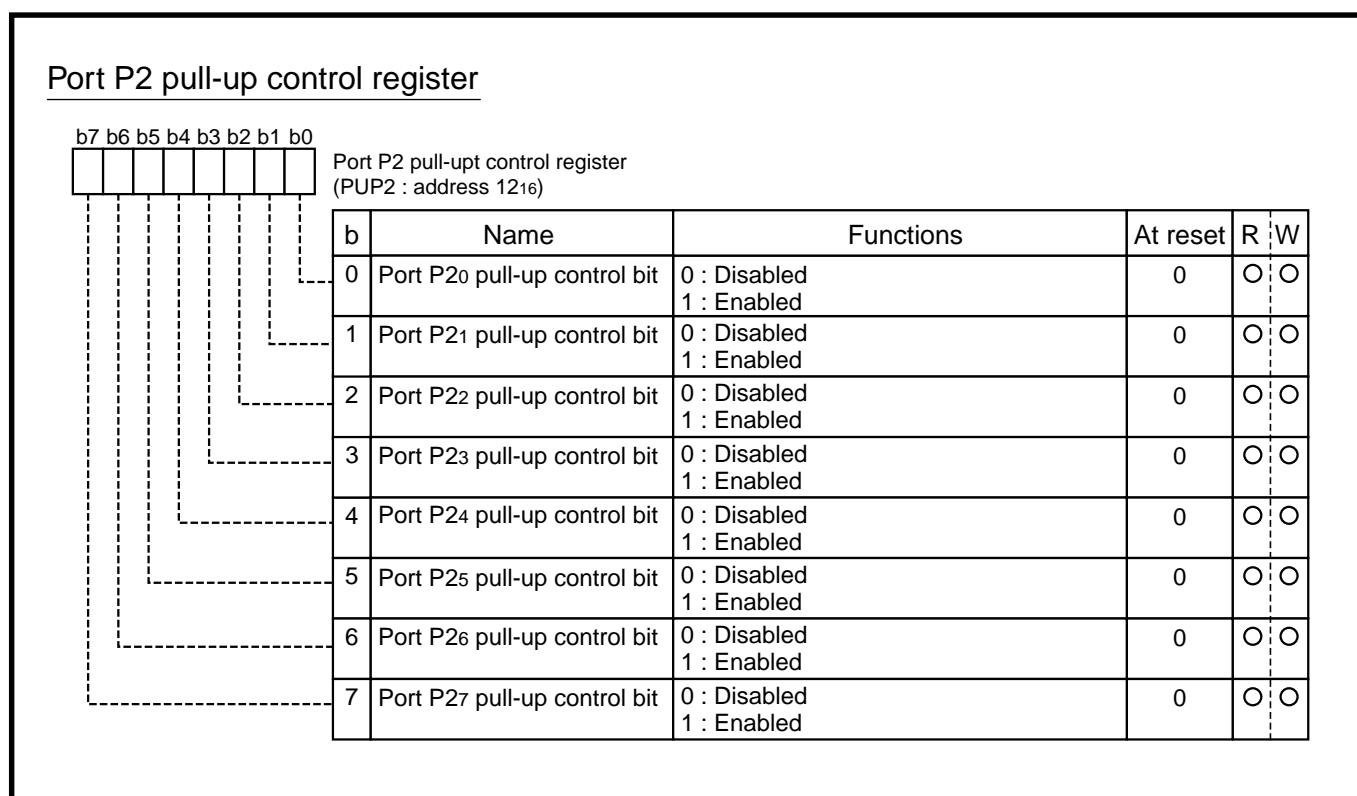 Port P2 pull-up control register
b7 b6 b5 b4 b3 b2 b1 b0
Port P2 pull-upt control register
(PUP2 : address 1216)
b Name Functions At reset R W
0 Port P20 pull-up control bit 0 : Disabled 0 O O
1 : Enabled
1 Port P21 pull-up control bit 0 : Disabled 0 O O
1 : Enabled
2 Port P22 pull-up control bit 0 : Disabled 0 O O
1 : Enabled
3 Port P23 pull-up control bit 0 : Disabled 0 O O
1 : Enabled
4 Port P24 pull-up control bit 0 : Disabled 0 O O
1 : Enabled
5 Port P25 pull-up control bit 0 : Disabled 0 O O
1 : Enabled
6 Port P26 pull-up control bit 0 : Disabled 0 O O
1 : Enabled
7 Port P27 pull-up control bit 0 : Disabled 0 O O
1 : Enabled